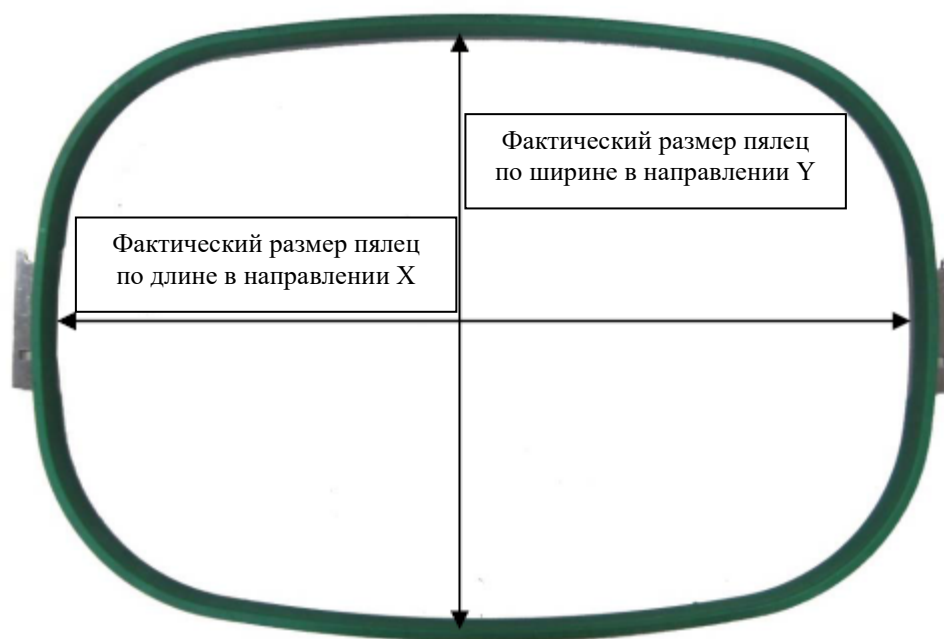 Фактический размер пялец
по ширине в направлении Y
Фактический размер пялец
по длине в направлении X